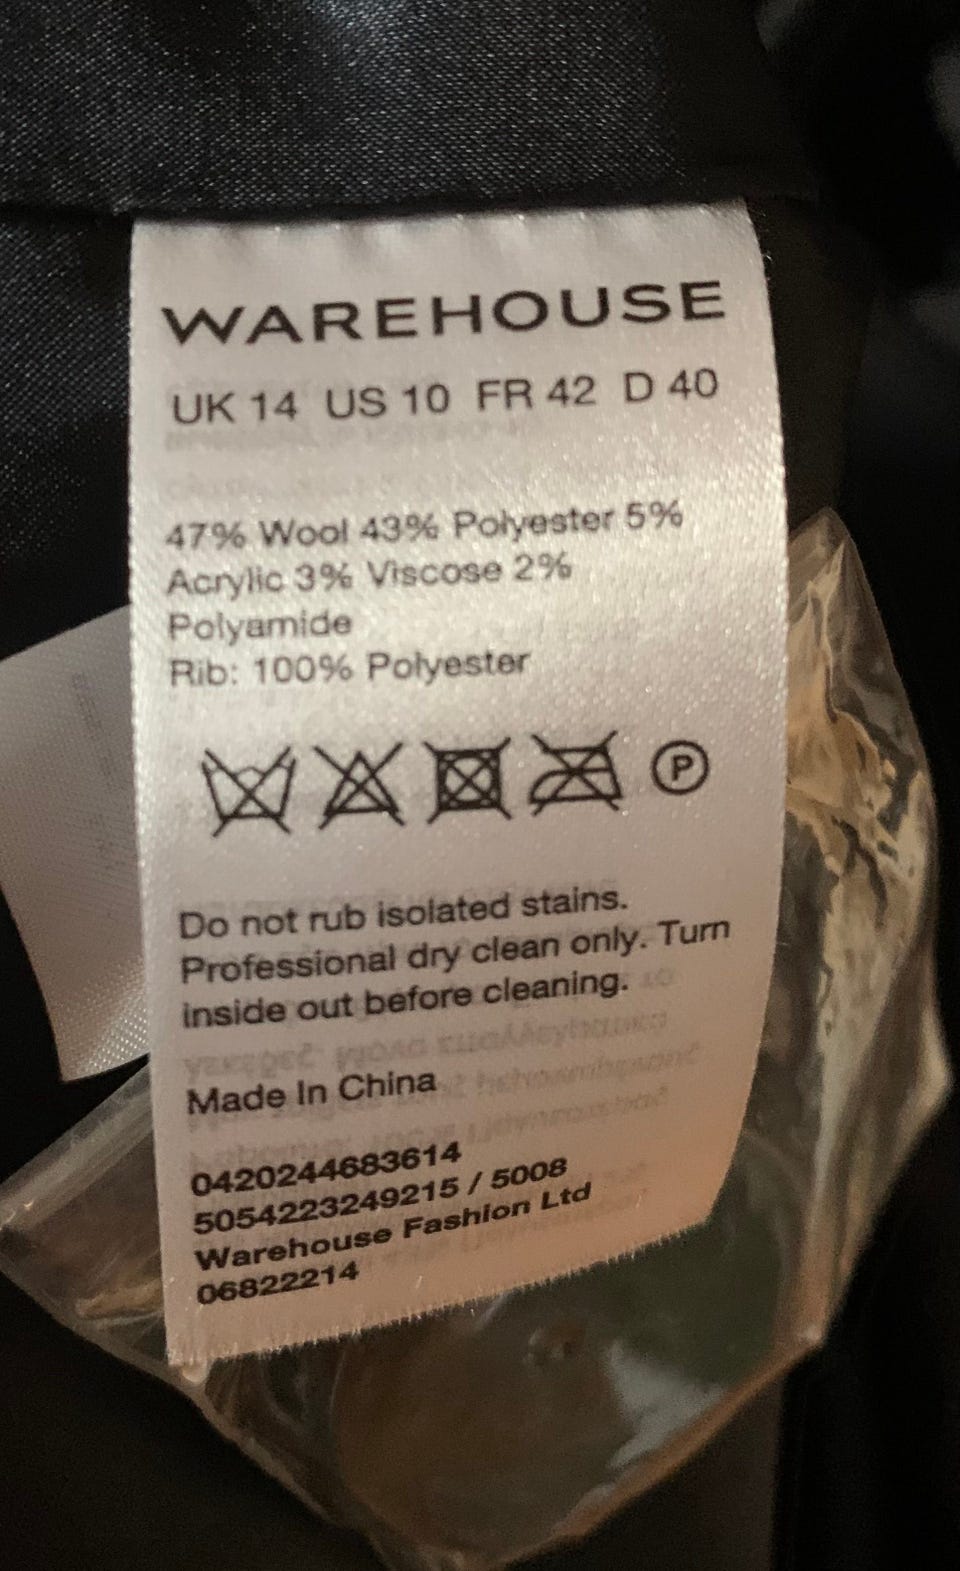 WAREHOUSE
UK 14 US 10 FR 42 D 40
47% Wool 43% Polyester 5%
Acrylic 3% Viscose 2%
Polyamide
Rib: 100% Polyester
P
Do not rub isolated stains.
Professional dry clean only. Turn
inside out before cleaning.
Made In China
0420244683614
5054223249215 / 5008
Warehouse Fashion Ltd
06822214